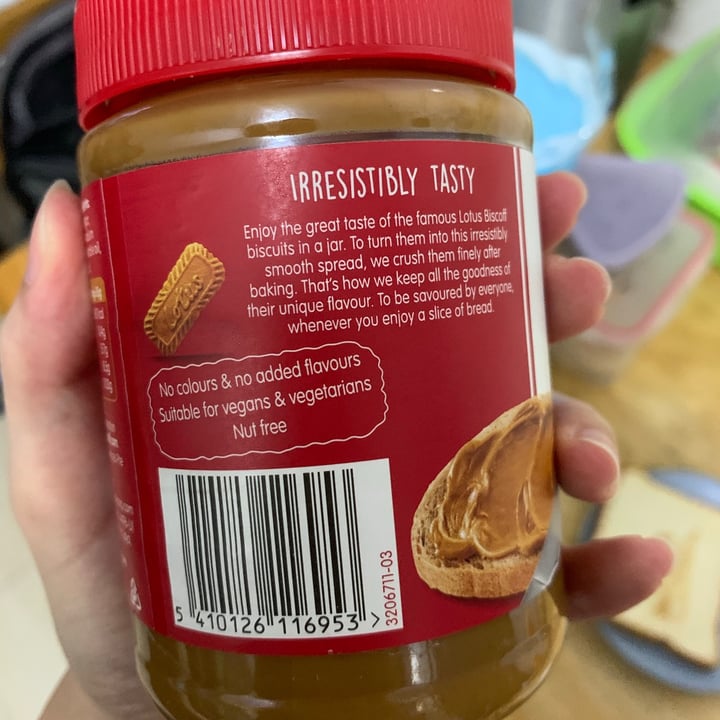 IRRESISTIBLY TASTY
Enjoy the great taste of the famous Lotus Biscoff
biscuits in a jar. To turn them into this irresistibly
smooth spread, we crush them finely after
baking. That's how we keep all the goodness of
their unique flavour. To be savoured by everyone,
whenever you enjoy a slice of bread.
Lotus
No colours & no added flavours
Suitable for vegans & vegetarians
Nut free
5 410126 116953 >
3206711-03